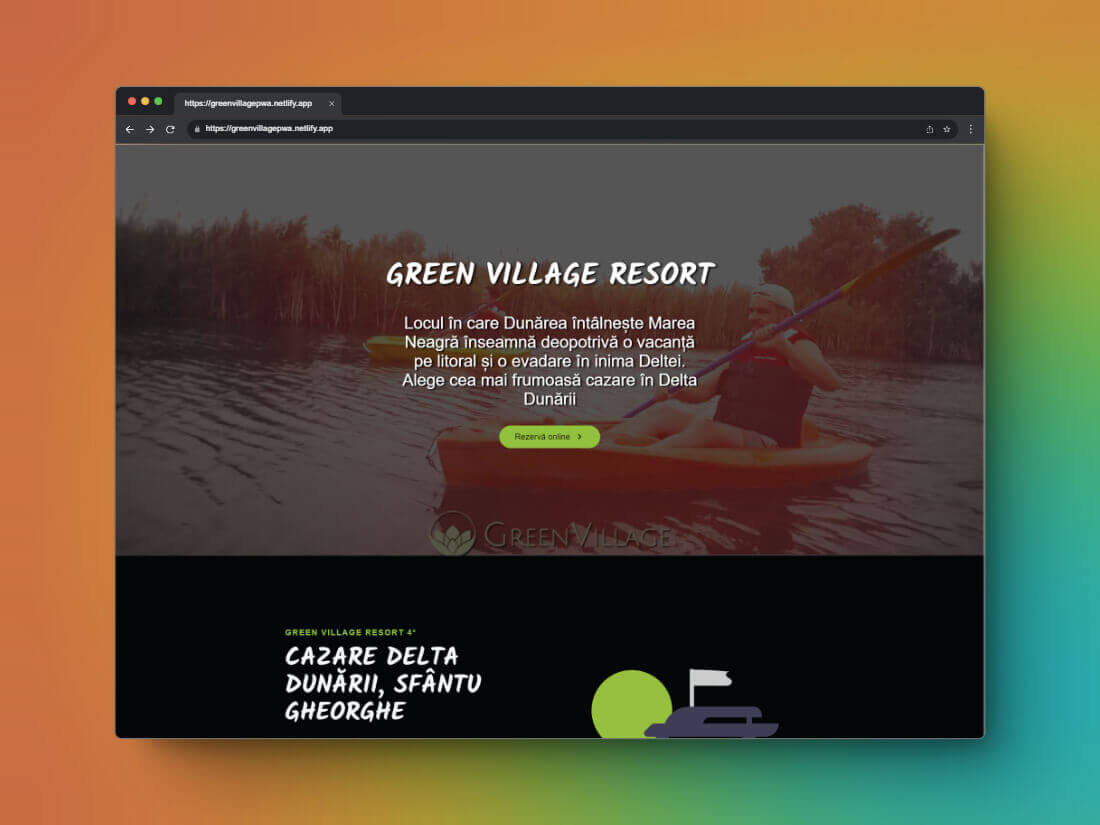 https://greenvillagepwa.netlify.app
https://greenvillagepwa.netlify.app
GREEN VILLAGE RESORT
Locul în care Dunărea întâlnește Marea
Neagră înseamnă deopotrivă o vacanță
pe litoral și o evadare în inima Deltei.
Alege cea mai frumoasă cazare în Delta
Dunării
Rezervă online
GREEN VILLAGE
GREEN VILLAGE RESORT 4*
CAZARE DELTA
DUNĂRII, SFÂNTU
GHEORGHE